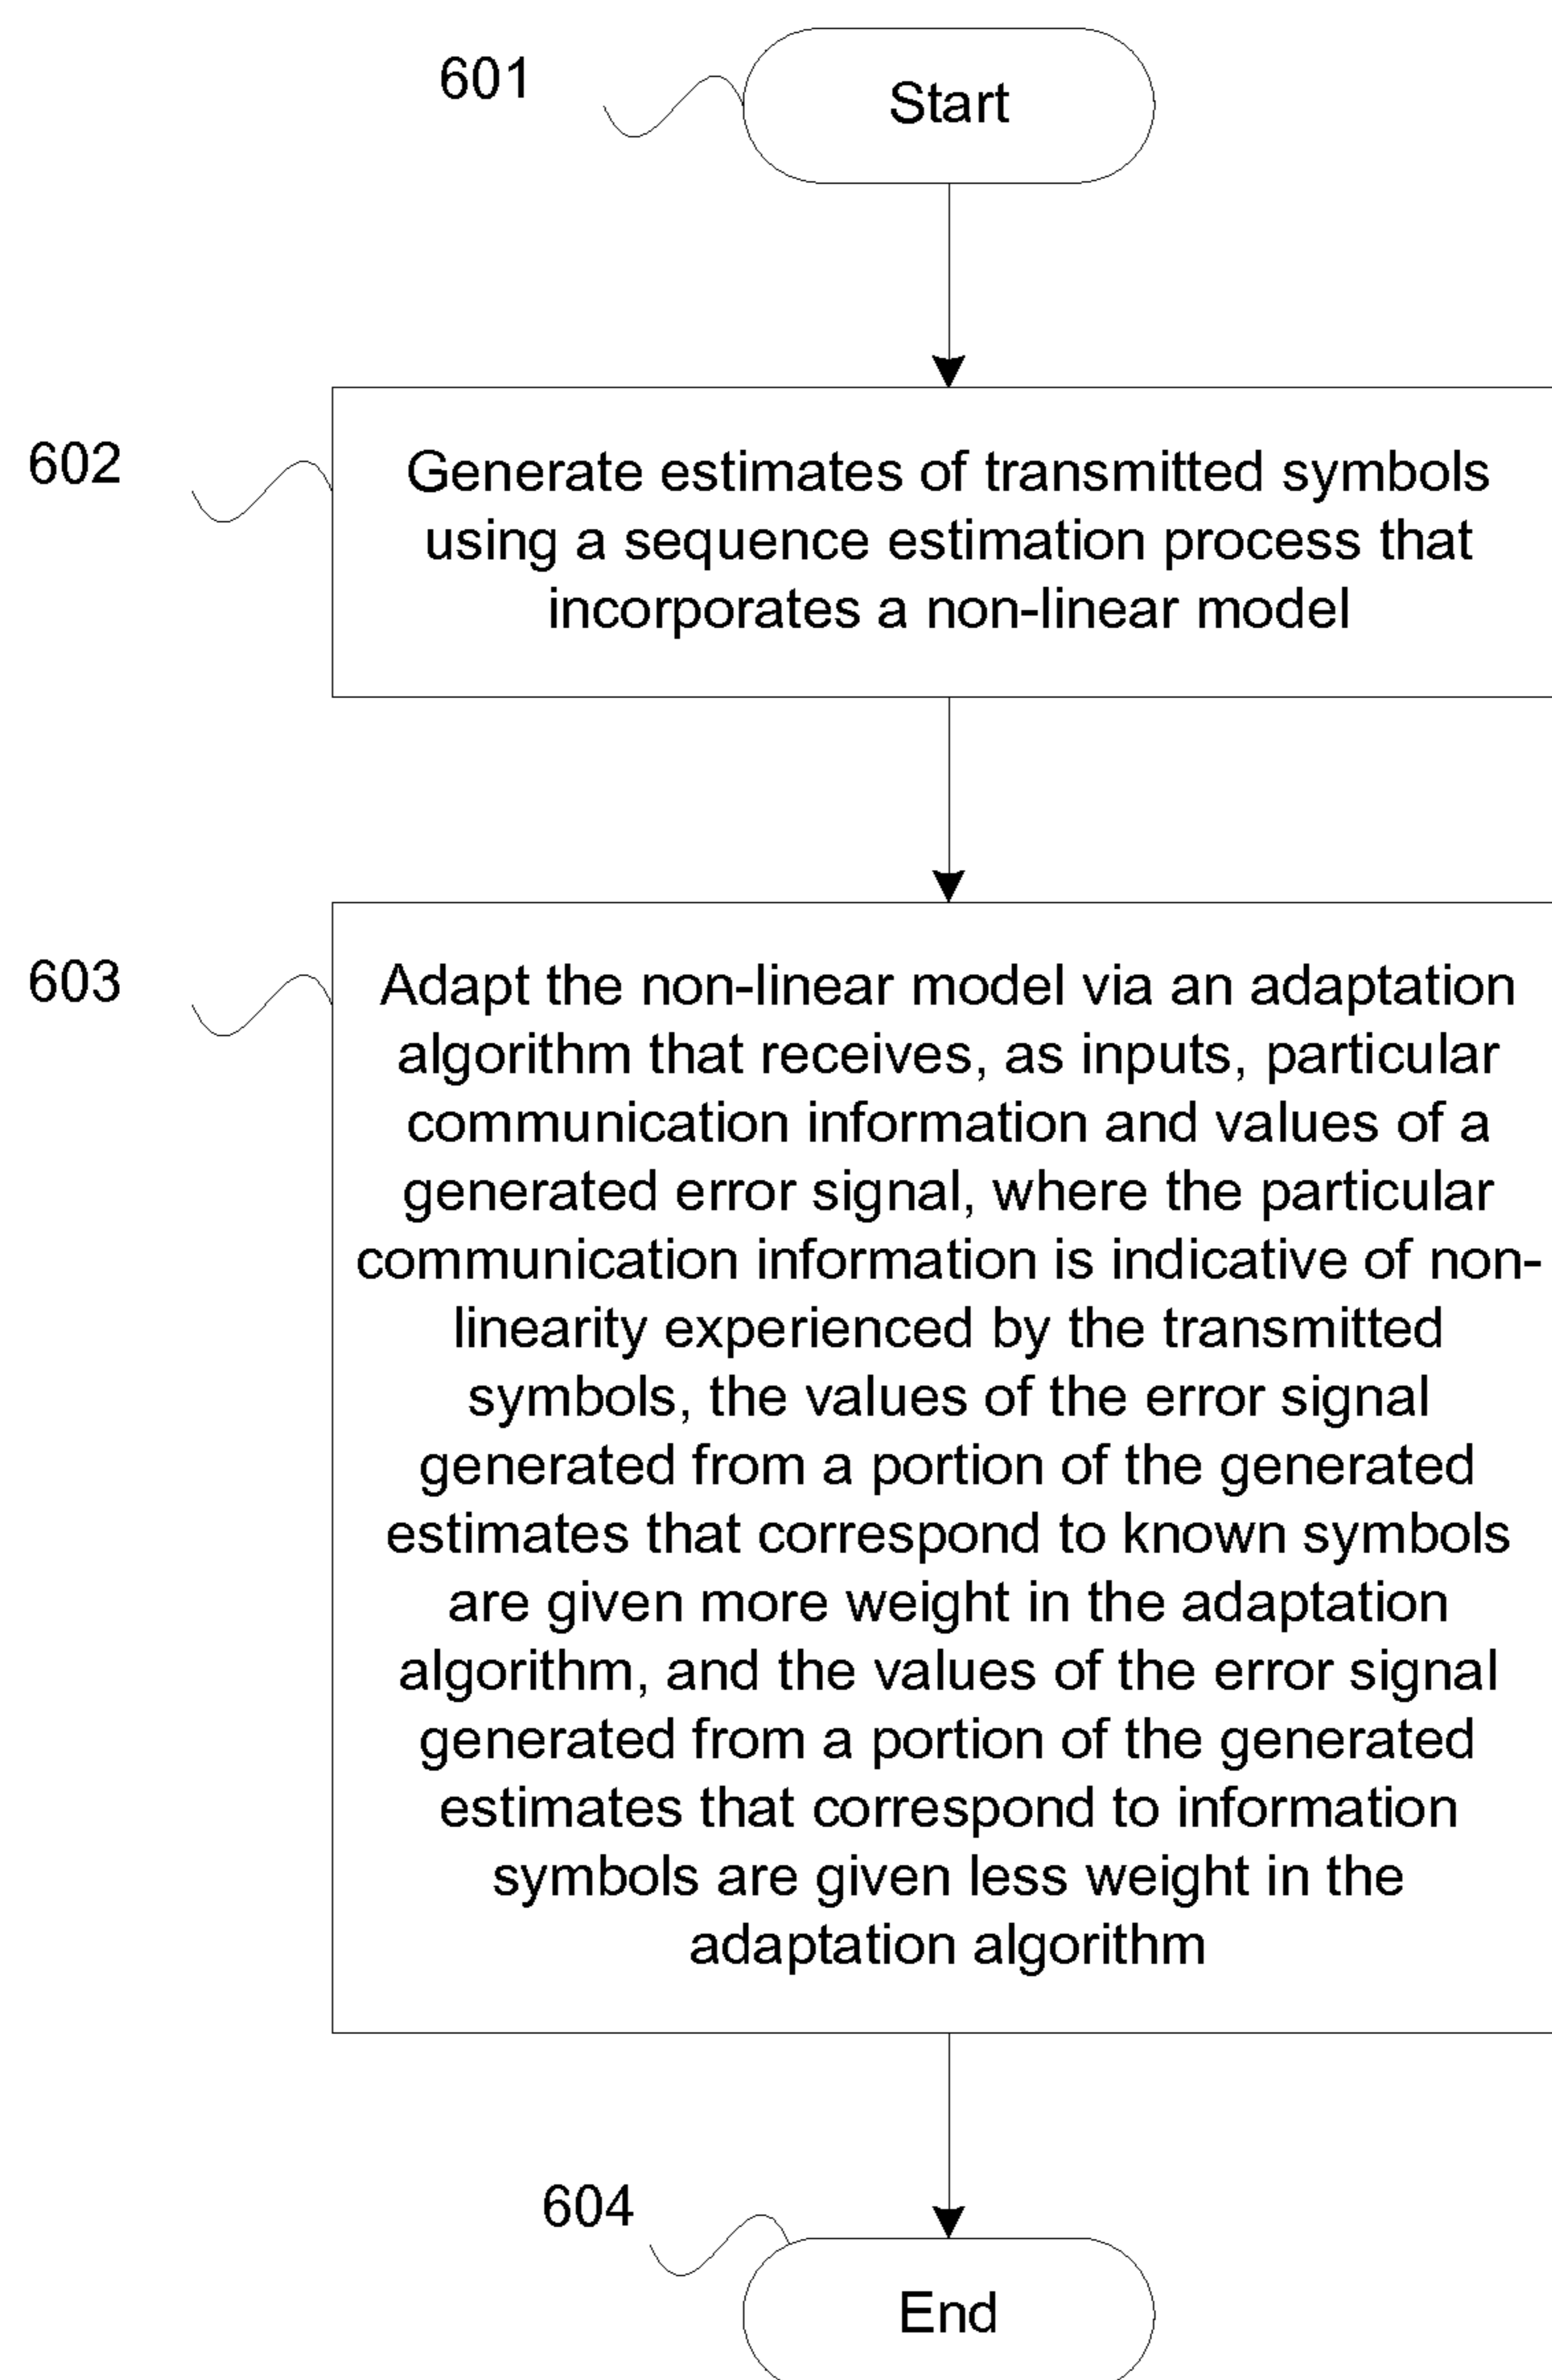 601
Start
602
Generate estimates of transmitted symbols
using a sequence estimation process that
incorporates a non-linear model
603
Adapt the non-linear model via an adaptation
algorithm that receives, as inputs, particular
communication information and values of a
generated error signal, where the particular
communication information is indicative of non-
linearity experienced by the transmitted
symbols, the values of the error signal
generated from a portion of the generated
estimates that correspond to known symbols
are given more weight in the adaptation
algorithm, and the values of the error signal
generated from a portion of the generated
estimates that correspond to information
symbols are given less weight in the
adaptation algorithm
604
End